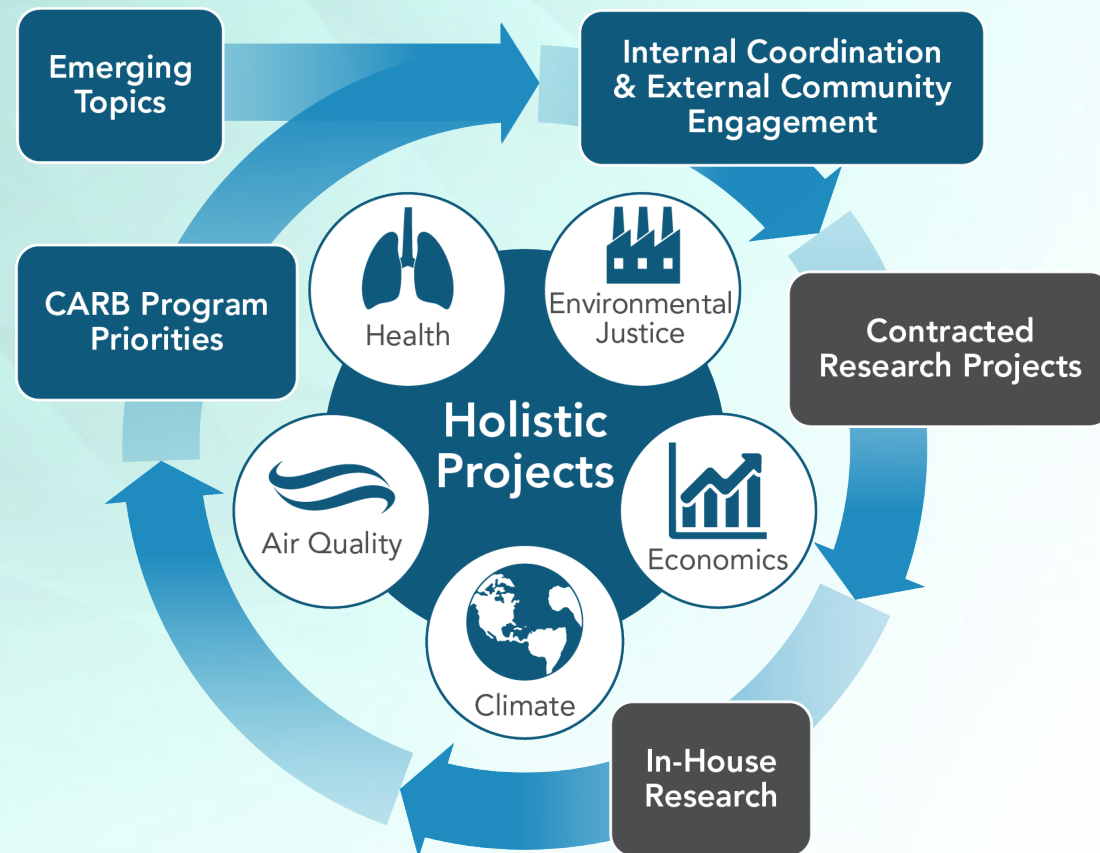 Emerging
Topics
Internal Coordination
& External Community
Engagement
CARB Program
Priorities
Contracted
Research Projects
Health
Environmental
Justice
Holistic
Projects
Air Quality
Economics
Climate
In-House
Research